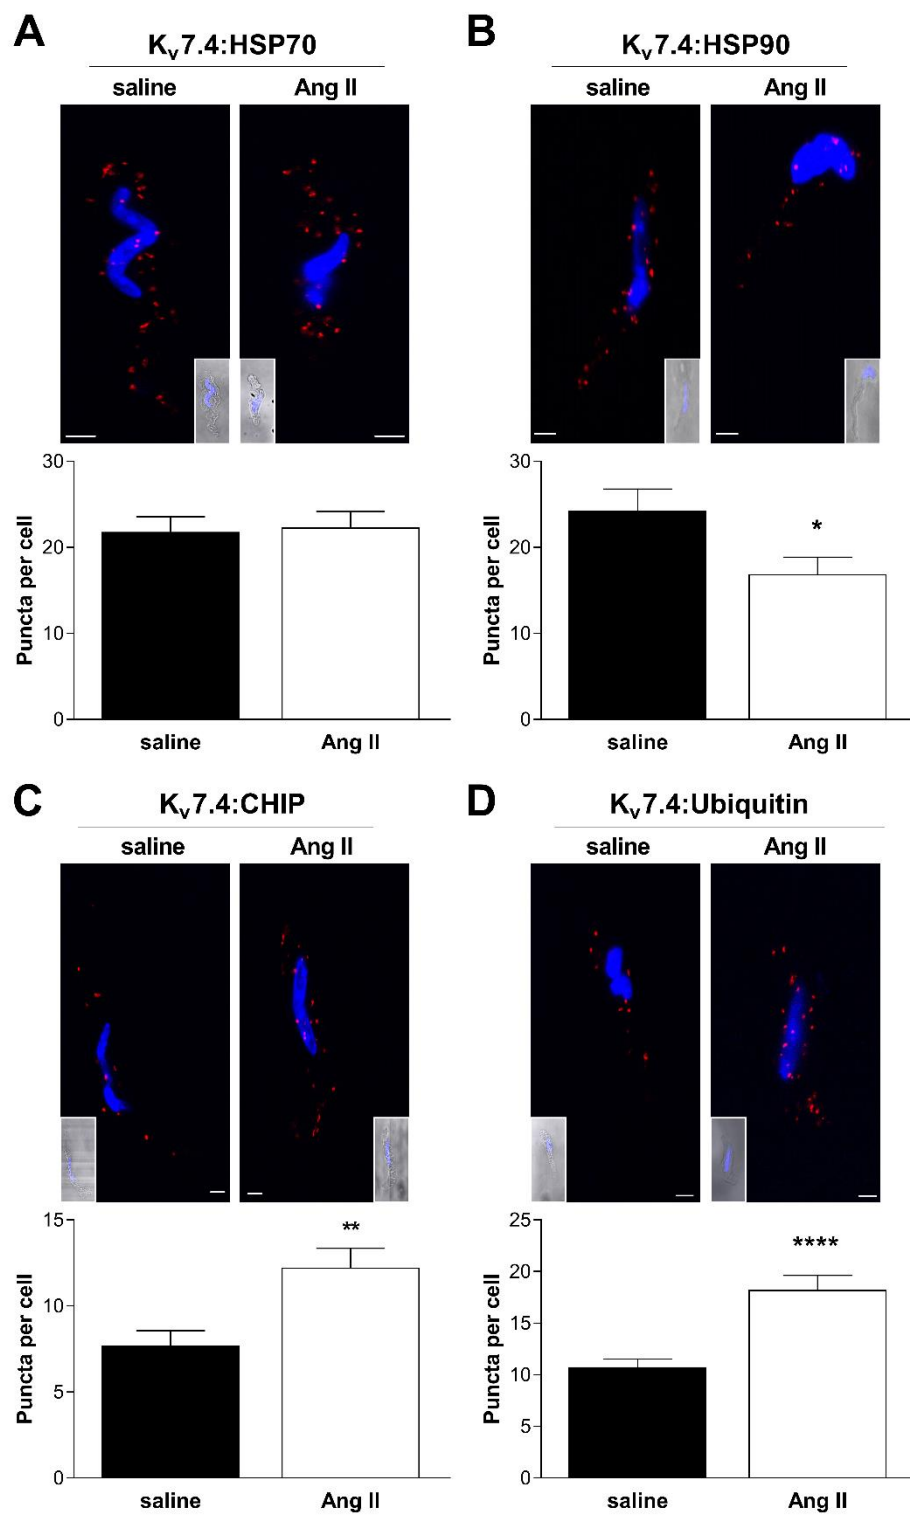 A
Kv7.4:HSP70
saline
Ang II
30
20
10
0
Puncta per cell
saline
Ang II
B
Kv7.4:HSP90
saline
Ang II
30
20
10
0
Puncta per cell
*
saline
Ang II
C
Kv7.4:CHIP
saline
Ang II
15
10
5
0
Puncta per cell
**
saline
Ang II
D
Kv7.4:Ubiquitin
saline
Ang II
25
20
15
10
5
0
Puncta per cell
****
saline
Ang II